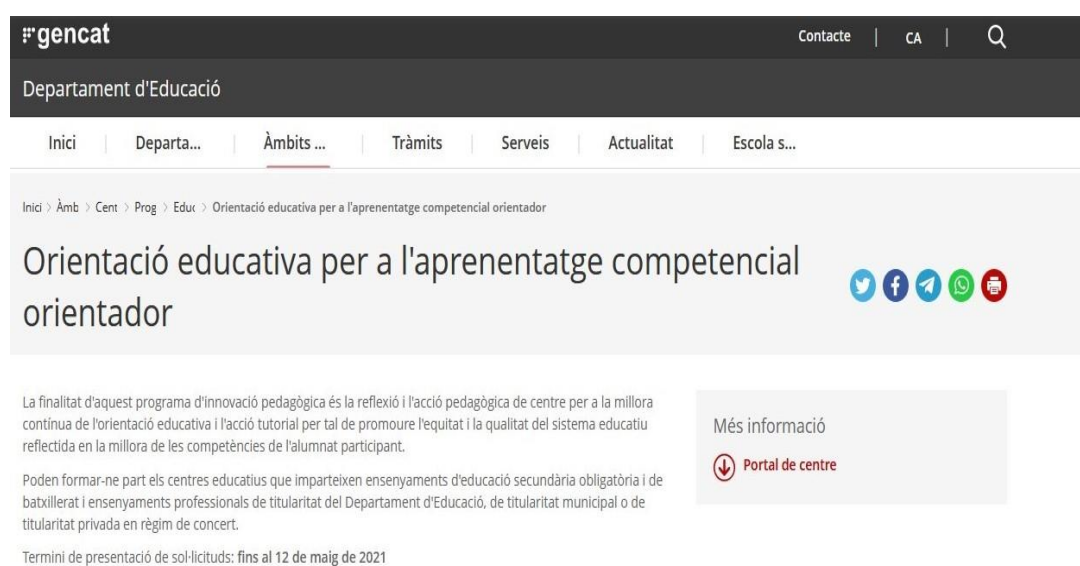 gencat
Contacte | CA |
Departament d'Educació
Inici | Departa... | Àmbits ... | Tràmits | Serveis | Actualitat | Escola s...
Inici > Àmb > Cent > Prog > Educ > Orientació educativa per a l'aprenentatge competencial orientador
Orientació educativa per a l'aprenentatge competencial
orientador
La finalitat d'aquest programa d'innovació pedagògica és la reflexió i l'acció pedagògica de centre per a la millora
contínua de l'orientació educativa i l'acció tutorial per tal de promoure l'equitat i la qualitat del sistema educatiu
reflectida en la millora de les competències de l'alumnat participant.
Poden formar-ne part els centres educatius que imparteixen ensenyaments d'educació secundària obligatòria i de
batxillerat i ensenyaments professionals de titularitat del Departament d'Educació, de titularitat municipal o de
titularitat privada en règim de concert.
Termini de presentació de sol·licituds: fins al 12 de maig de 2021
Més informació
Portal de centre